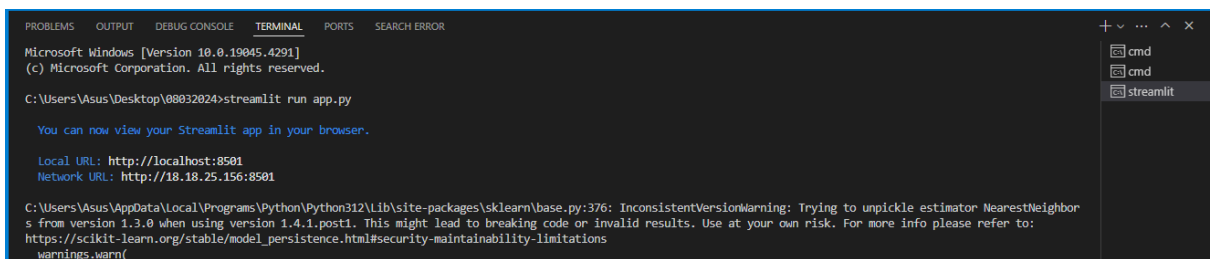 PROBLEMS OUTPUT DEBUG CONSOLE TERMINAL PORTS SEARCH ERROR
Microsoft Windows [Version 10.0.19045.4291]
(c) Microsoft Corporation. All rights reserved.
cmd
cmd
streamlit
C:\Users\Asus\Desktop\08032024>streamlit run app.py
You can now view your Streamlit app in your browser.
Local URL: http://localhost:8501
Network URL: http://18.18.25.156:8501
C:\Users\Asus\AppData\Local\Programs\Python\Python312\Lib\site-packages\sklearn\base.py:376: InconsistentVersionWarning: Trying to unpickle estimator NearestNeighbor
s from version 1.3.0 when using version 1.4.1.post1. This might lead to breaking code or invalid results. Use at your own risk. For more info please refer to:
https://scikit-learn.org/stable/model_persistence.html#security-maintainability-limitations
warnings.warn(